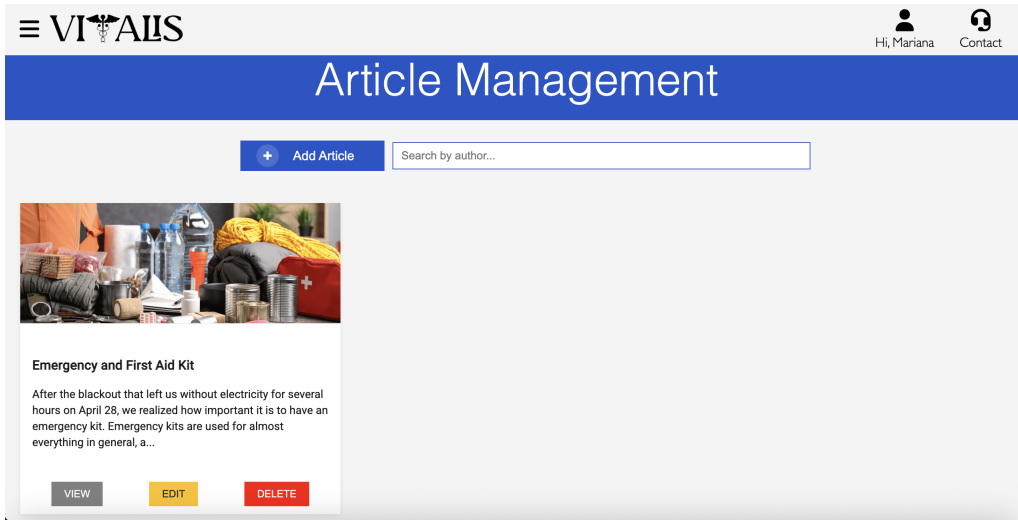 VITALIS
Hi, Mariana
Contact
Article Management
+ Add Article
Search by author...
Emergency and First Aid Kit
After the blackout that left us without electricity for several
hours on April 28, we realized how important it is to have an
emergency kit. Emergency kits are used for almost
everything in general, a...
VIEW
EDIT
DELETE